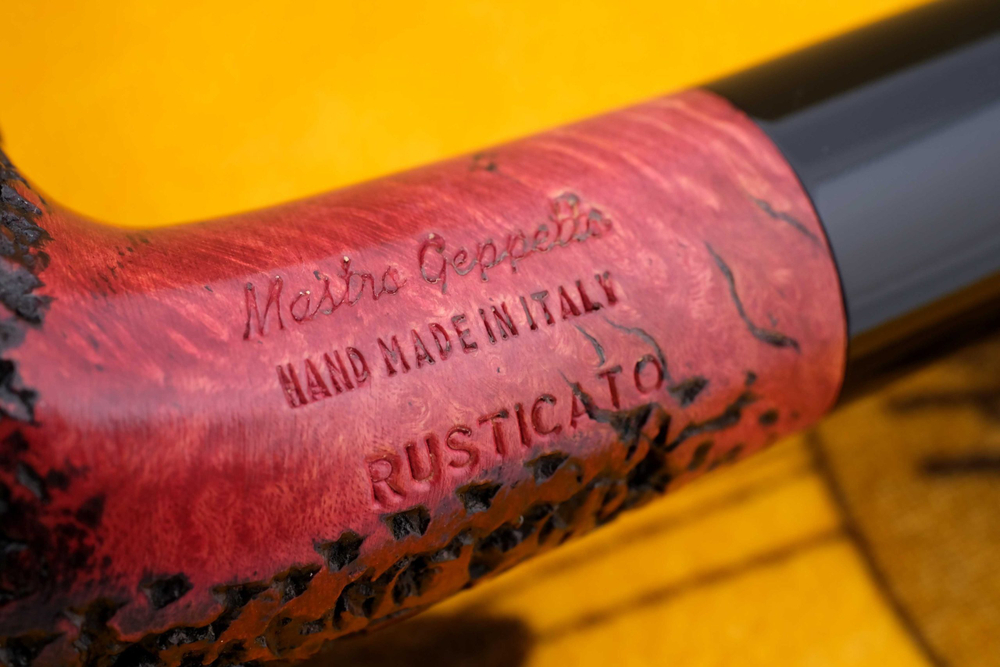 Mastro Geppetto
HAND MADE IN ITALY
RUSTICATO